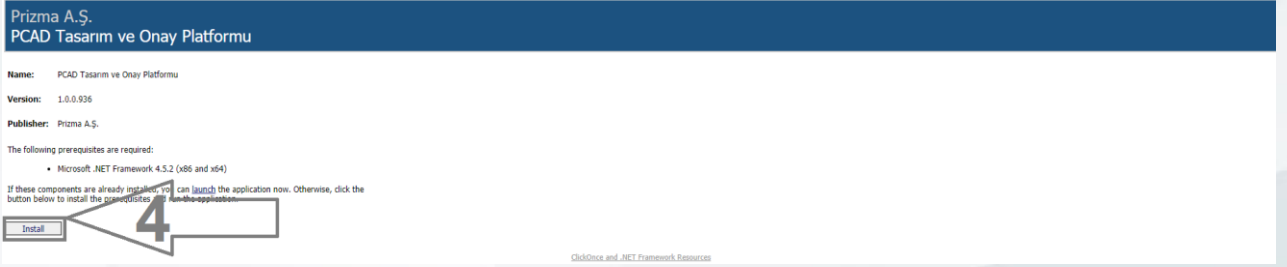 Prizma A.Ş.
PCAD Tasarım ve Onay Platformu
Name: PCAD Tasarım ve Onay Platformu
Version: 1.0.0.936
Publisher: Prizma A.Ş.
The following prerequisites are required:
• Microsoft .NET Framework 4.5.2 (x86 and x64)
If these components are already installed, you can launch the application now. Otherwise, click the
button below to install the prerequisites and run the application.
Install
4
ClickOnce and .NET Framework Resources